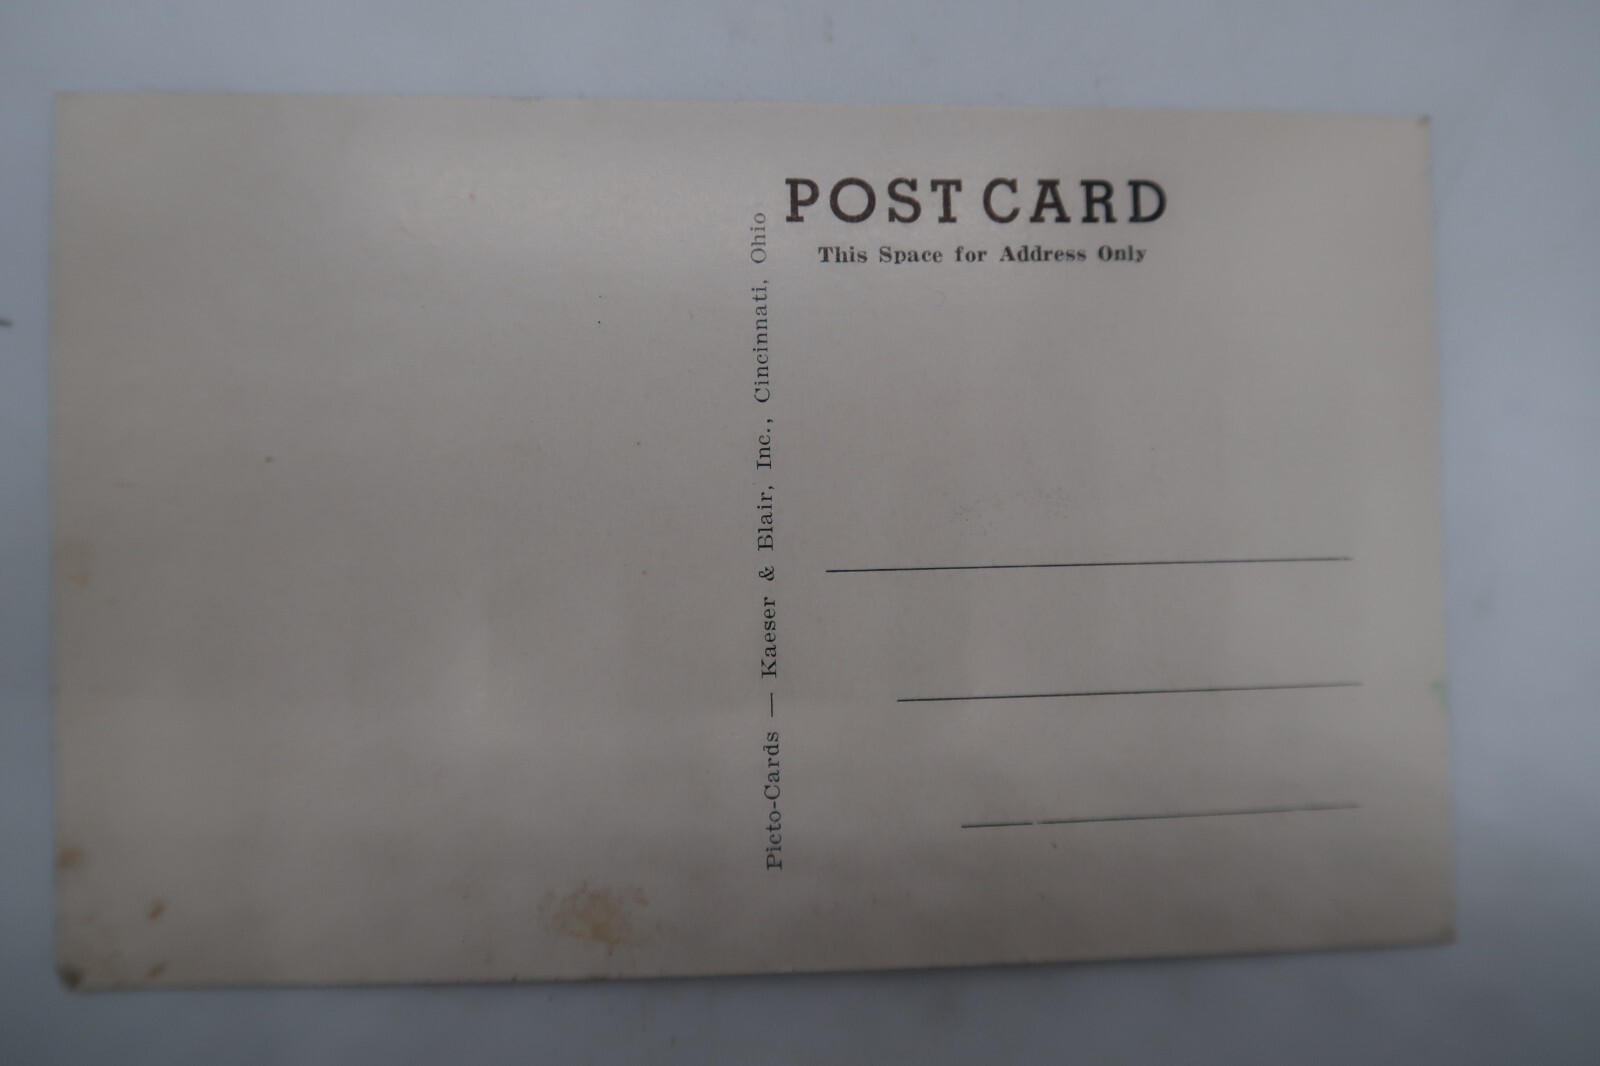 POST CARD
This Space for Address Only
Picto-Cards — Kaeser & Blair, Inc., Cincinnati, Ohio